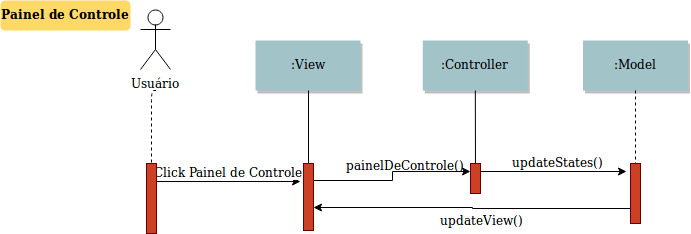 Painel de Controle
Usuário
:View
:Controller
:Model
Click Painel de Controle
painelDeControle()
updateStates()
updateView()